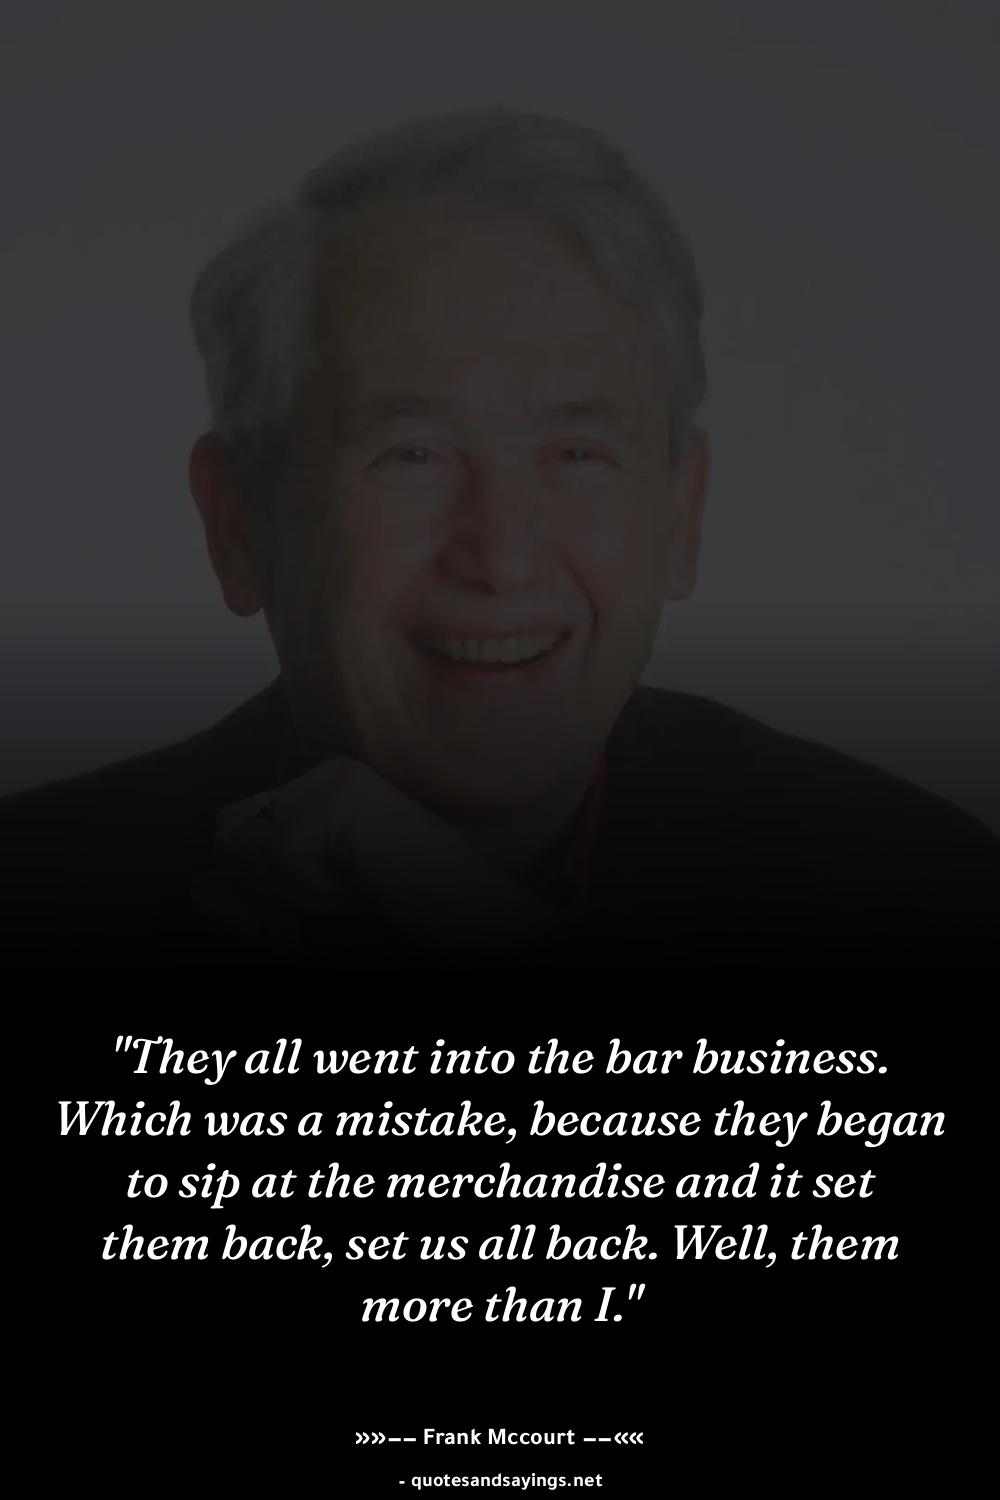 "They all went into the bar business.
Which was a mistake, because they began
to sip at the merchandise and it set
them back, set us all back. Well, them
more than I."
»»−− Frank Mccourt −−««
- quotesandsayings.net